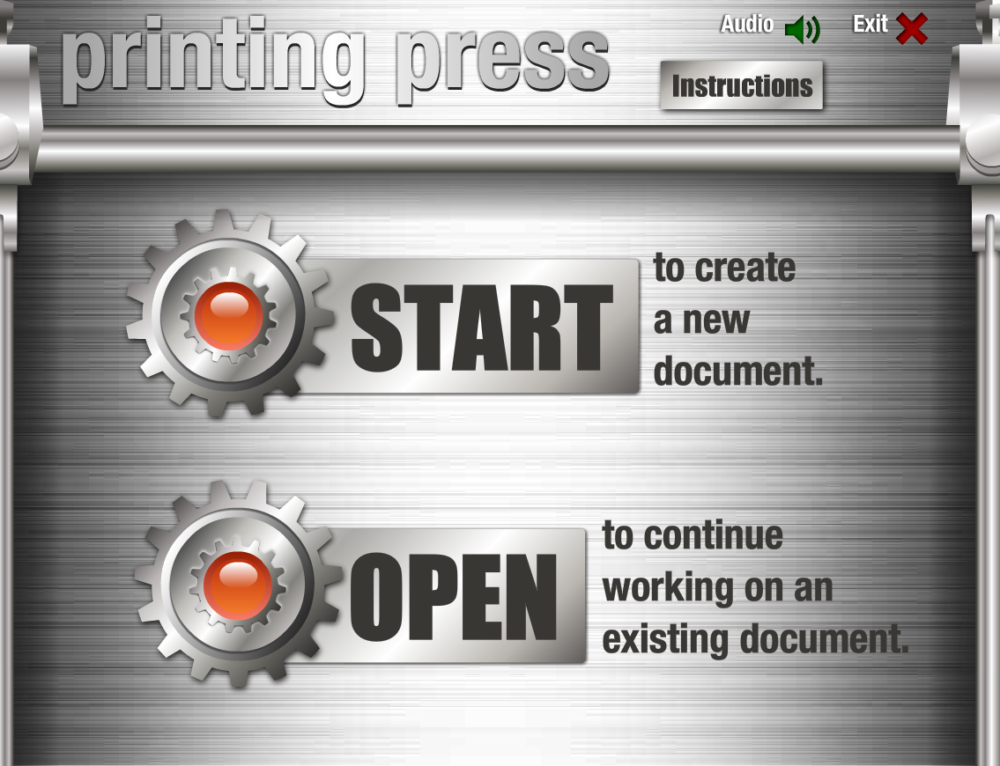 printing press
Audio
Exit
Instructions
START
to create
a new
document.
OPEN
to continue
working on an
existing document.